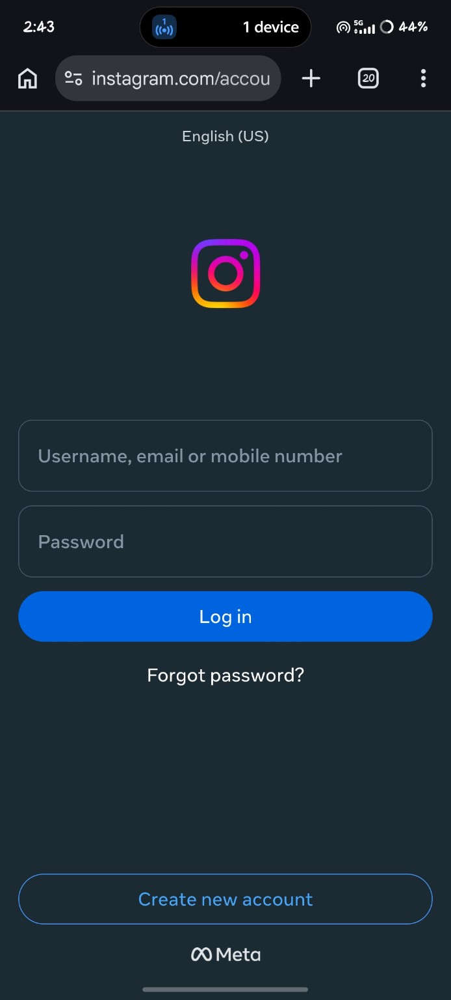 2:43
1
1 device
5G
44%
instagram.com/accou
20
English (US)
Username, email or mobile number
Password
Log in
Forgot password?
Create new account
Meta